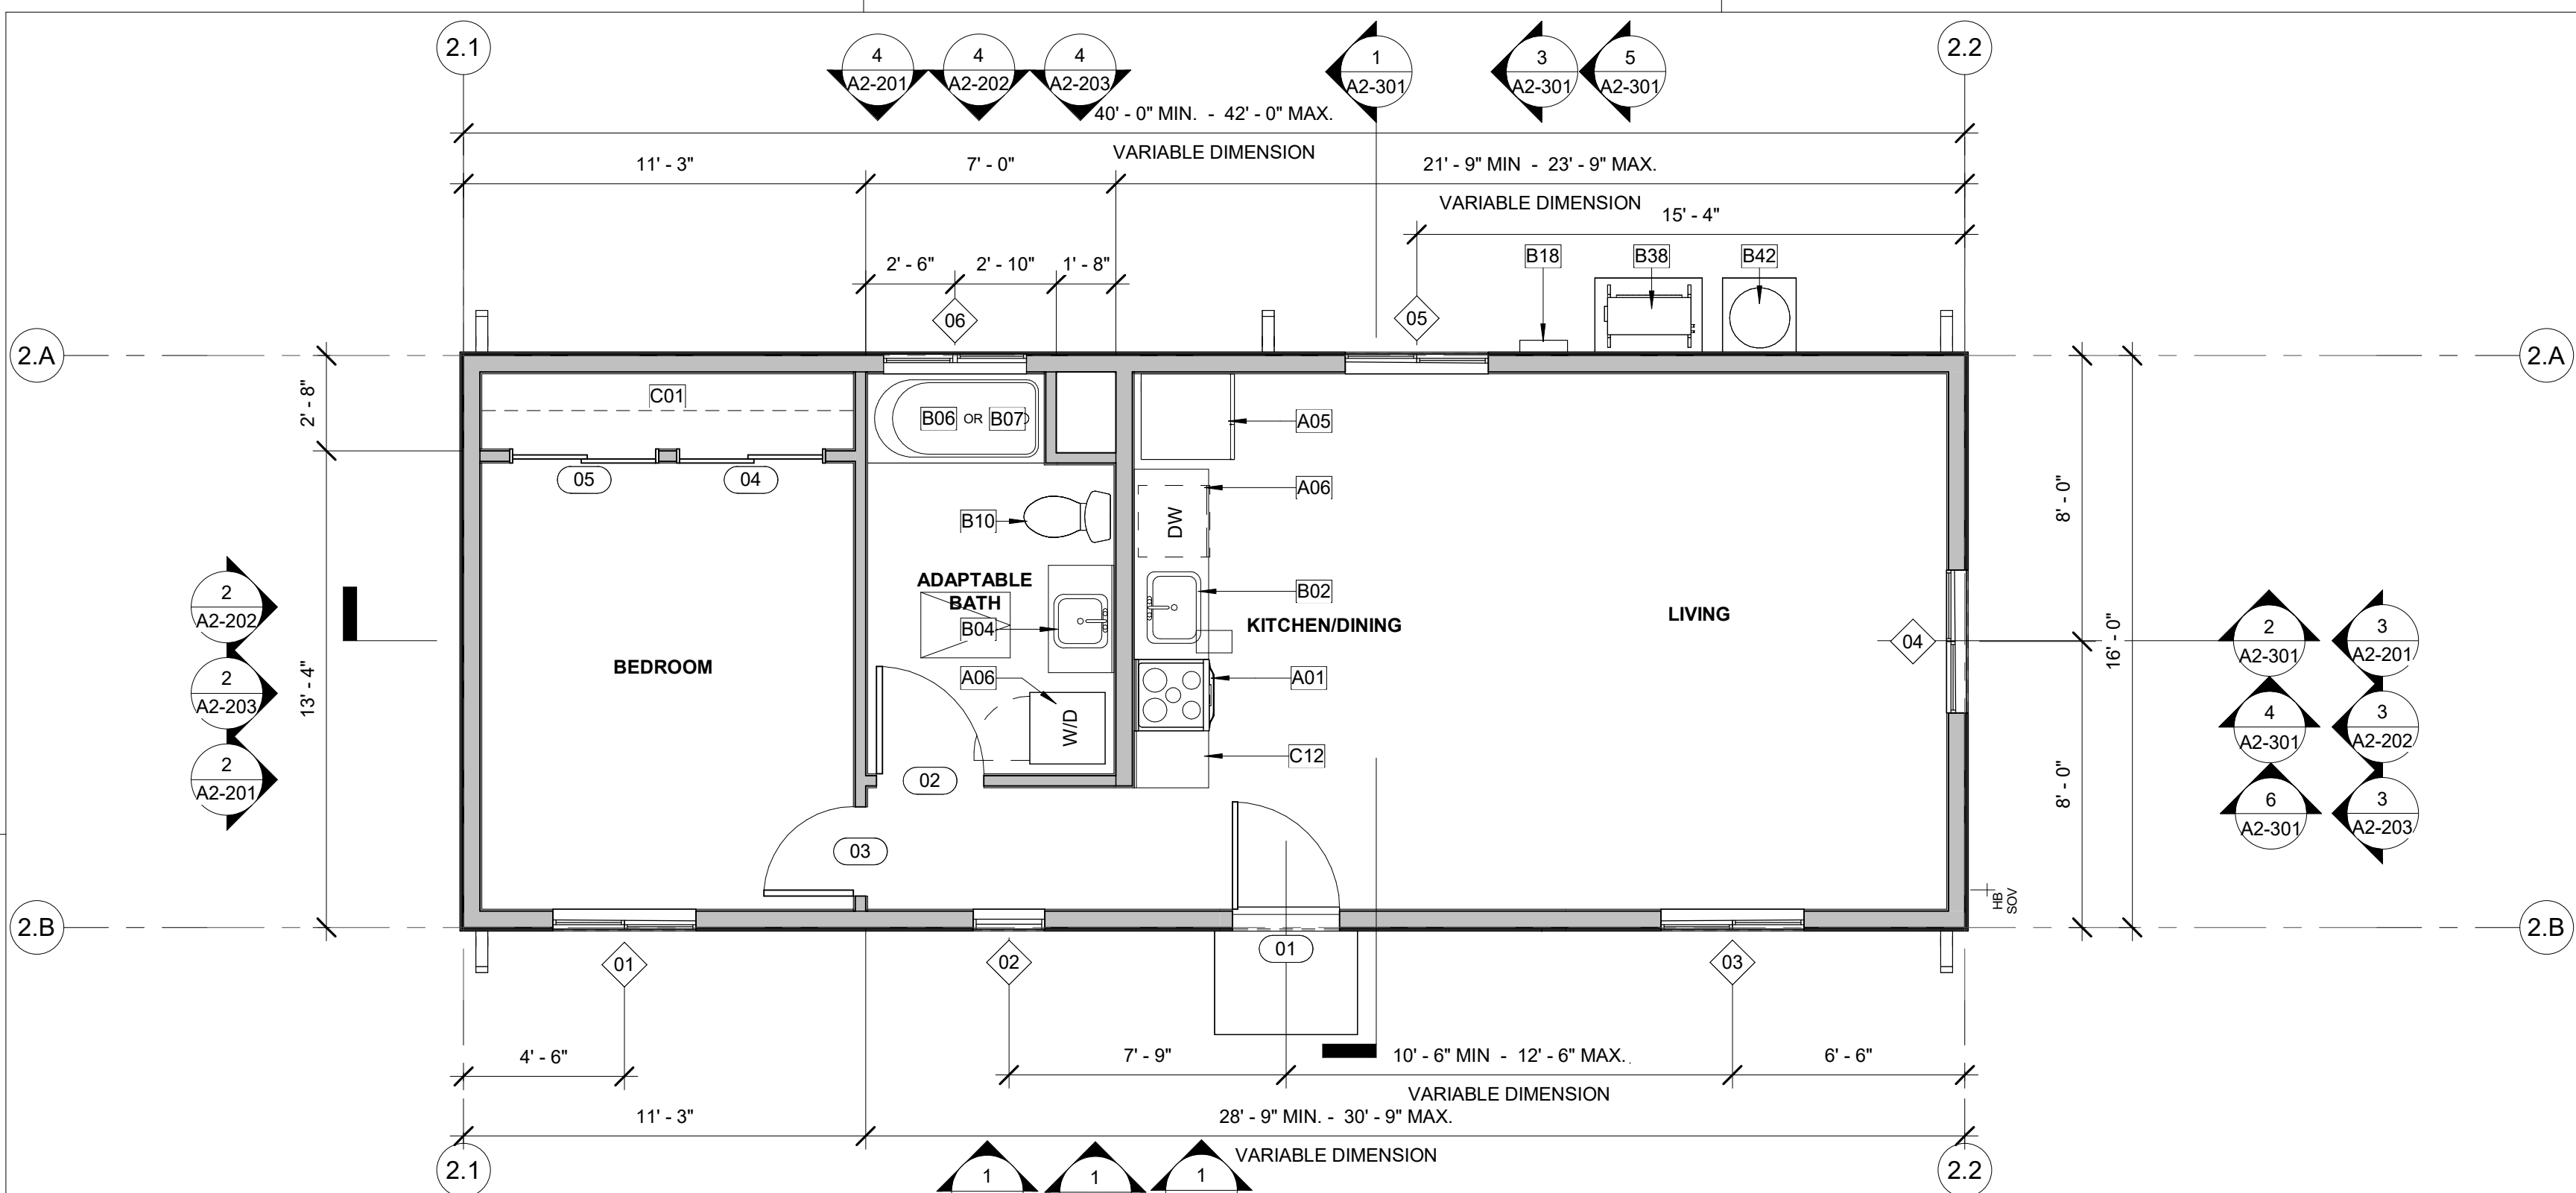 2.1
4
A2-201
4
A2-202
4
A2-203
1
A2-301
3
A2-301
5
A2-301
2.2
40' - 0" MIN. - 42' - 0" MAX.
VARIABLE DIMENSION
11' - 3"
7' - 0"
21' - 9" MIN - 23' - 9" MAX.
VARIABLE DIMENSION
15' - 4"
2' - 6"
2' - 10"
1' - 8"
B18
B38
B42
06
05
2.A
2.A
2' - 8"
C01
B06 OR B07
A05
05
04
A06
DW
B10
8' - 0"
ADAPTABLE
BATH
B02
B04
KITCHEN/DINING
LIVING
04
16' - 0"
2
A2-202
2
A2-203
2
A2-201
13' - 4"
BEDROOM
A06
W/D
A01
C12
02
03
2
A2-301
3
A2-201
4
A2-301
3
A2-202
6
A2-301
3
A2-203
8' - 0"
HB
SOV
2.B
2.B
01
02
01
03
4' - 6"
7' - 9"
10' - 6" MIN - 12' - 6" MAX.
6' - 6"
VARIABLE DIMENSION
11' - 3"
28' - 9" MIN. - 30' - 9" MAX.
VARIABLE DIMENSION
2.1
1
1
1
2.2